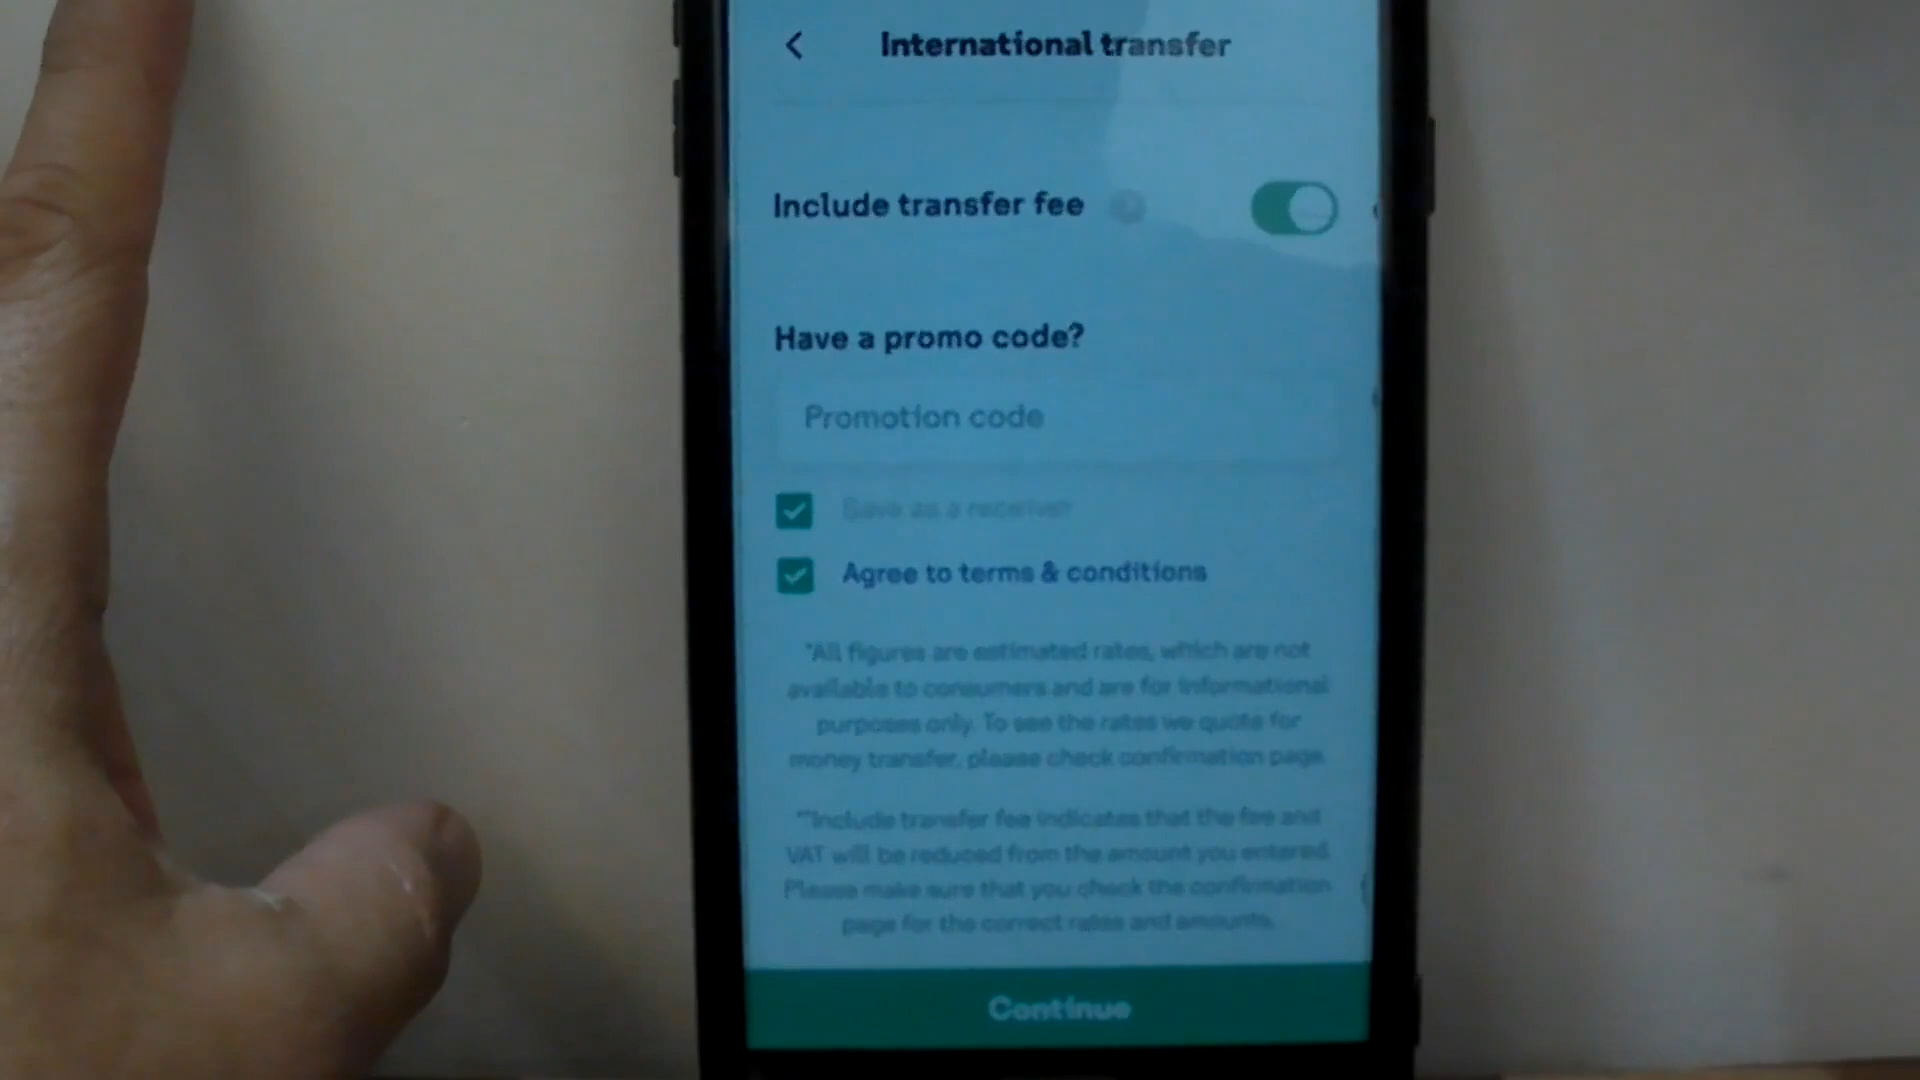 International transfer
Include transfer fee
Have a promo code?
Promotion code
Save as a receiver
Agree to terms & conditions
*All figures are estimated rates, which are not
available to consumers and are for informational
purposes only. To see the rates we quote for
money transfer, please check confirmation page.
**Include transfer fee indicates that the fee and
VAT will be reduced from the amount you entered.
Please make sure that you check the confirmation
page for the correct rates and amounts.
Continue